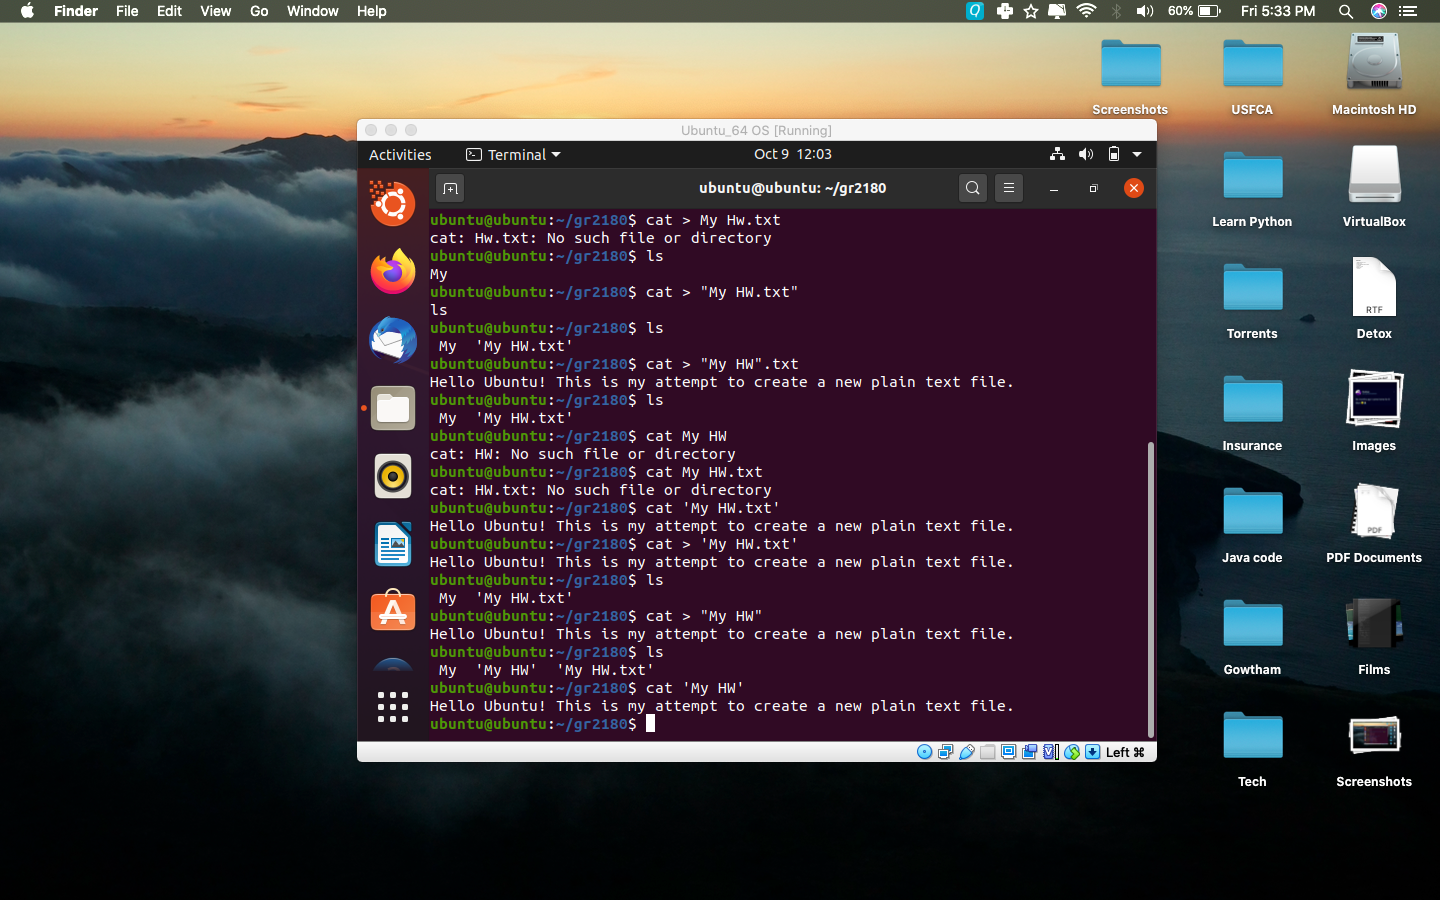 Finder File Edit View Go Window Help 60% Fri 5:33 PM
Screenshots USFCA Macintosh HD
Ubuntu_64 OS [Running]
Activities Terminal Oct 9 12:03
ubuntu@ubuntu: ~/gr2180
ubuntu@ubuntu:~/gr2180$ cat > My Hw.txt
cat: Hw.txt: No such file or directory
ubuntu@ubuntu:~/gr2180$ ls
My
ubuntu@ubuntu:~/gr2180$ cat > "My HW.txt"
ls
ubuntu@ubuntu:~/gr2180$ ls
My 'My HW.txt'
ubuntu@ubuntu:~/gr2180$ cat > "My HW".txt
Hello Ubuntu! This is my attempt to create a new plain text file.
ubuntu@ubuntu:~/gr2180$ ls
My 'My HW.txt'
ubuntu@ubuntu:~/gr2180$ cat My HW
cat: HW: No such file or directory
ubuntu@ubuntu:~/gr2180$ cat My HW.txt
cat: HW.txt: No such file or directory
ubuntu@ubuntu:~/gr2180$ cat 'My HW.txt'
Hello Ubuntu! This is my attempt to create a new plain text file.
ubuntu@ubuntu:~/gr2180$ cat > 'My HW.txt'
Hello Ubuntu! This is my attempt to create a new plain text file.
ubuntu@ubuntu:~/gr2180$ ls
My 'My HW.txt'
ubuntu@ubuntu:~/gr2180$ cat > "My HW"
Hello Ubuntu! This is my attempt to create a new plain text file.
ubuntu@ubuntu:~/gr2180$ ls
My 'My HW' 'My HW.txt'
ubuntu@ubuntu:~/gr2180$ cat 'My HW'
Hello Ubuntu! This is my attempt to create a new plain text file.
ubuntu@ubuntu:~/gr2180$
Left ⌘
Learn Python VirtualBox
Torrents RTF Detox
Insurance Images
Java code PDF PDF Documents
Gowtham Films
Tech Screenshots